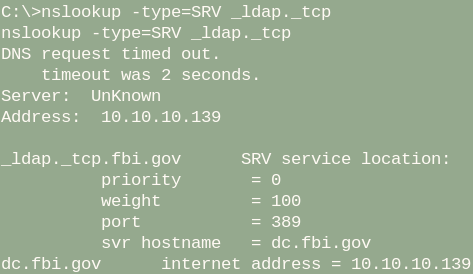 C:\>nslookup -type=SRV _ldap._tcp
nslookup -type=SRV _ldap._tcp
DNS request timed out.
    timeout was 2 seconds.
Server:  UnKnown
Address:  10.10.10.139

_ldap._tcp.fbi.gov      SRV service location:
          priority       = 0
          weight         = 100
          port           = 389
          svr hostname   = dc.fbi.gov
dc.fbi.gov      internet address = 10.10.10.139